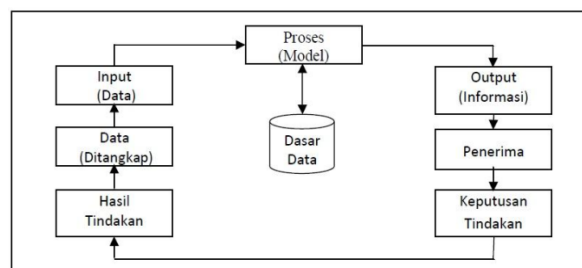 Proses
(Model)
Input
(Data)
Output
(Informasi)
Data
(Ditangkap)
Dasar
Data
Penerima
Hasil
Tindakan
Keputusan
Tindakan